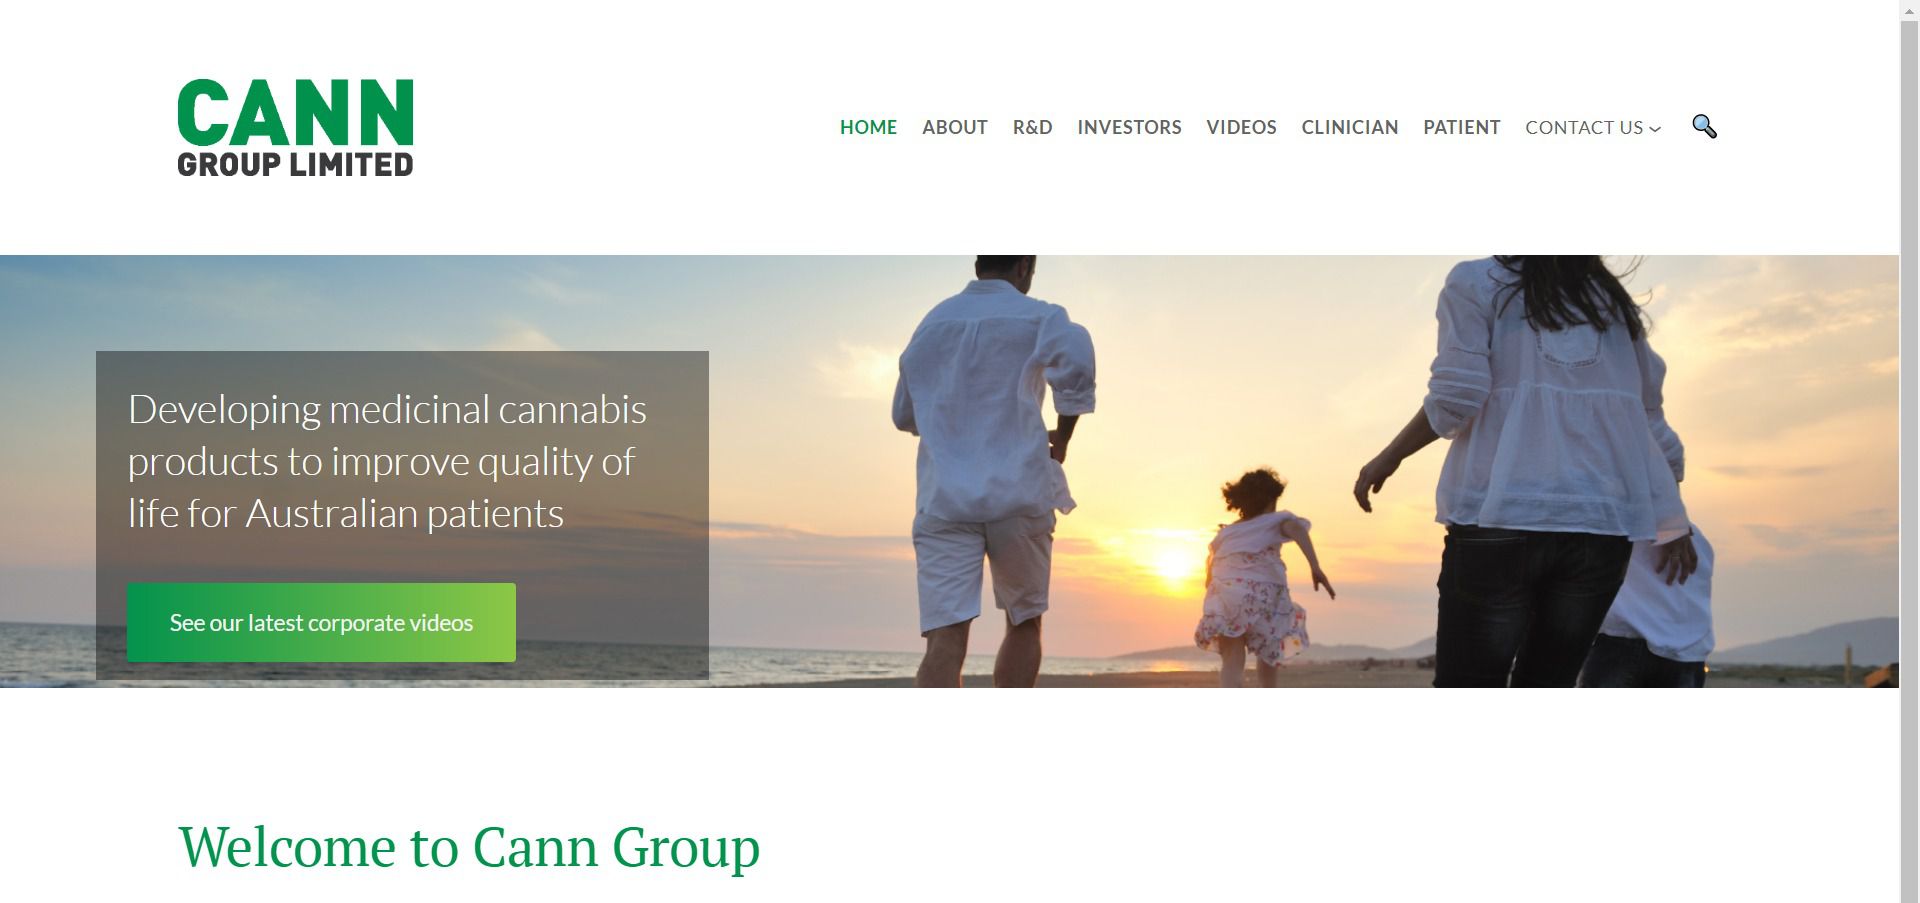 CANN
GROUP LIMITED
HOME ABOUT R&D INVESTORS VIDEOS CLINICIAN PATIENT CONTACT US
Developing medicinal cannabis
products to improve quality of
life for Australian patients
See our latest corporate videos
Welcome to Cann Group